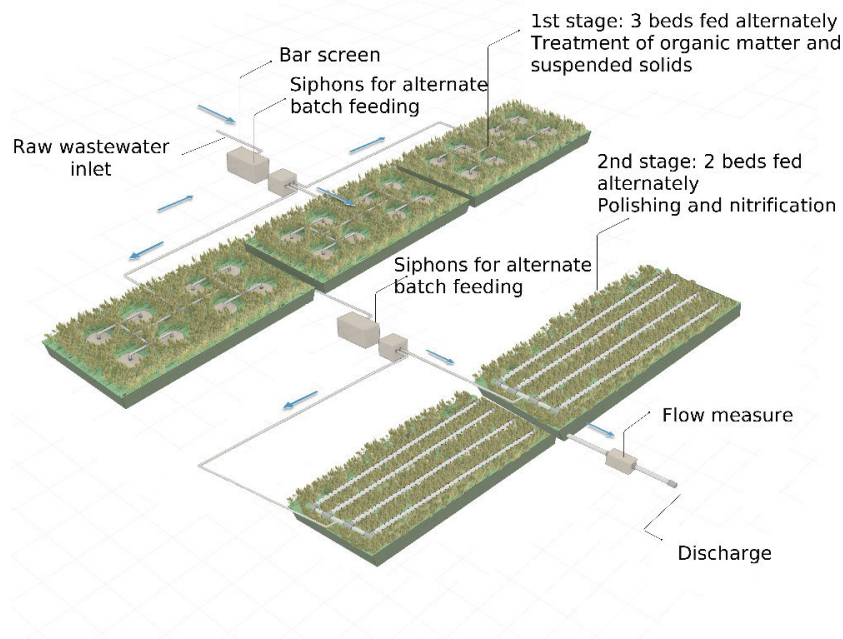 1st stage: 3 beds fed alternately
Treatment of organic matter and
suspended solids
Bar screen
Siphons for alternate
batch feeding
Raw wastewater
inlet
2nd stage: 2 beds fed
alternately
Polishing and nitrification
Siphons for alternate
batch feeding
Flow measure
Discharge